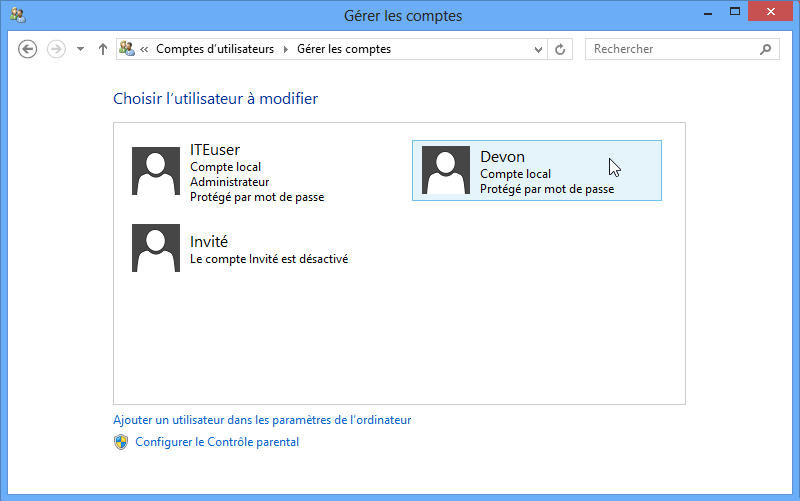 Gérer les comptes
« Comptes d'utilisateurs Gérer les comptes
Rechercher
Choisir l'utilisateur à modifier
ITEuser
Compte local
Administrateur
Protégé par mot de passe
Devon
Compte local
Protégé par mot de passe
Invité
Le compte Invité est désactivé
Ajouter un utilisateur dans les paramètres de l'ordinateur
Configurer le Contrôle parental